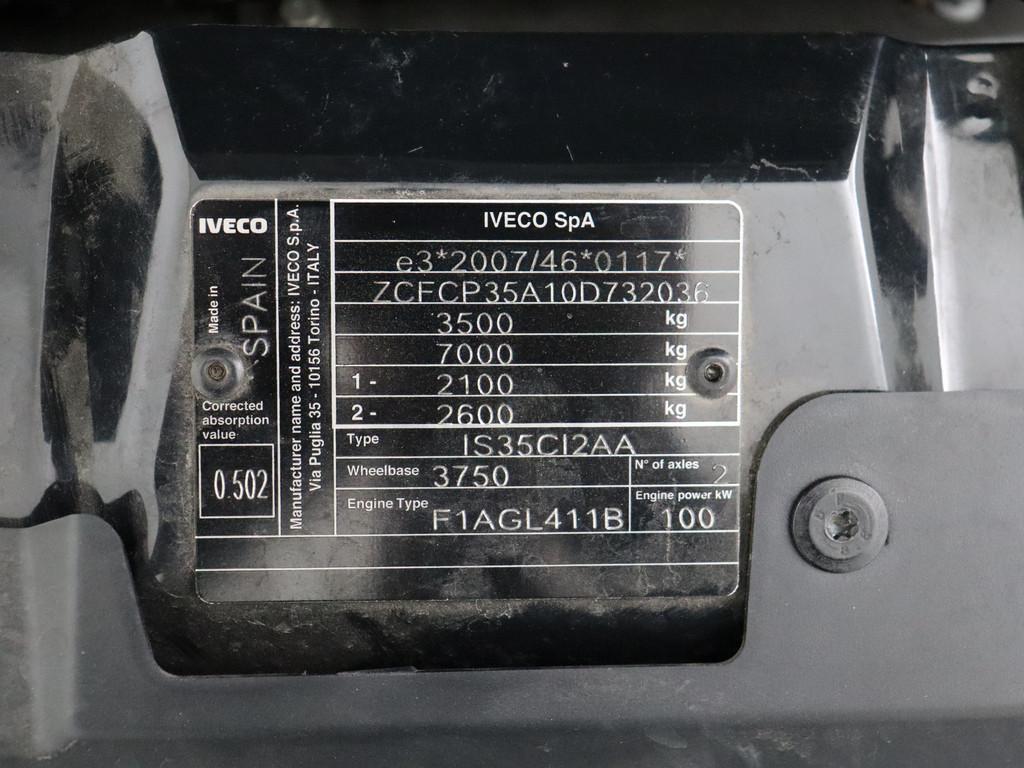 IVECO
Made in
SPAIN
Corrected
absorption
value
0.502
Manufacturer name and address: IVECO S.p.A.
Via Puglia 35 - 10156 Torino - ITALY
IVECO SpA
e3*2007/46*0117*
ZCFCP35A10D732036
3500 kg
7000 kg
1 - 2100 kg
2 - 2600 kg
Type IS35CI2AA
Wheelbase 3750 N° of axles 2
Engine Type F1AGL411B Engine power kW 100